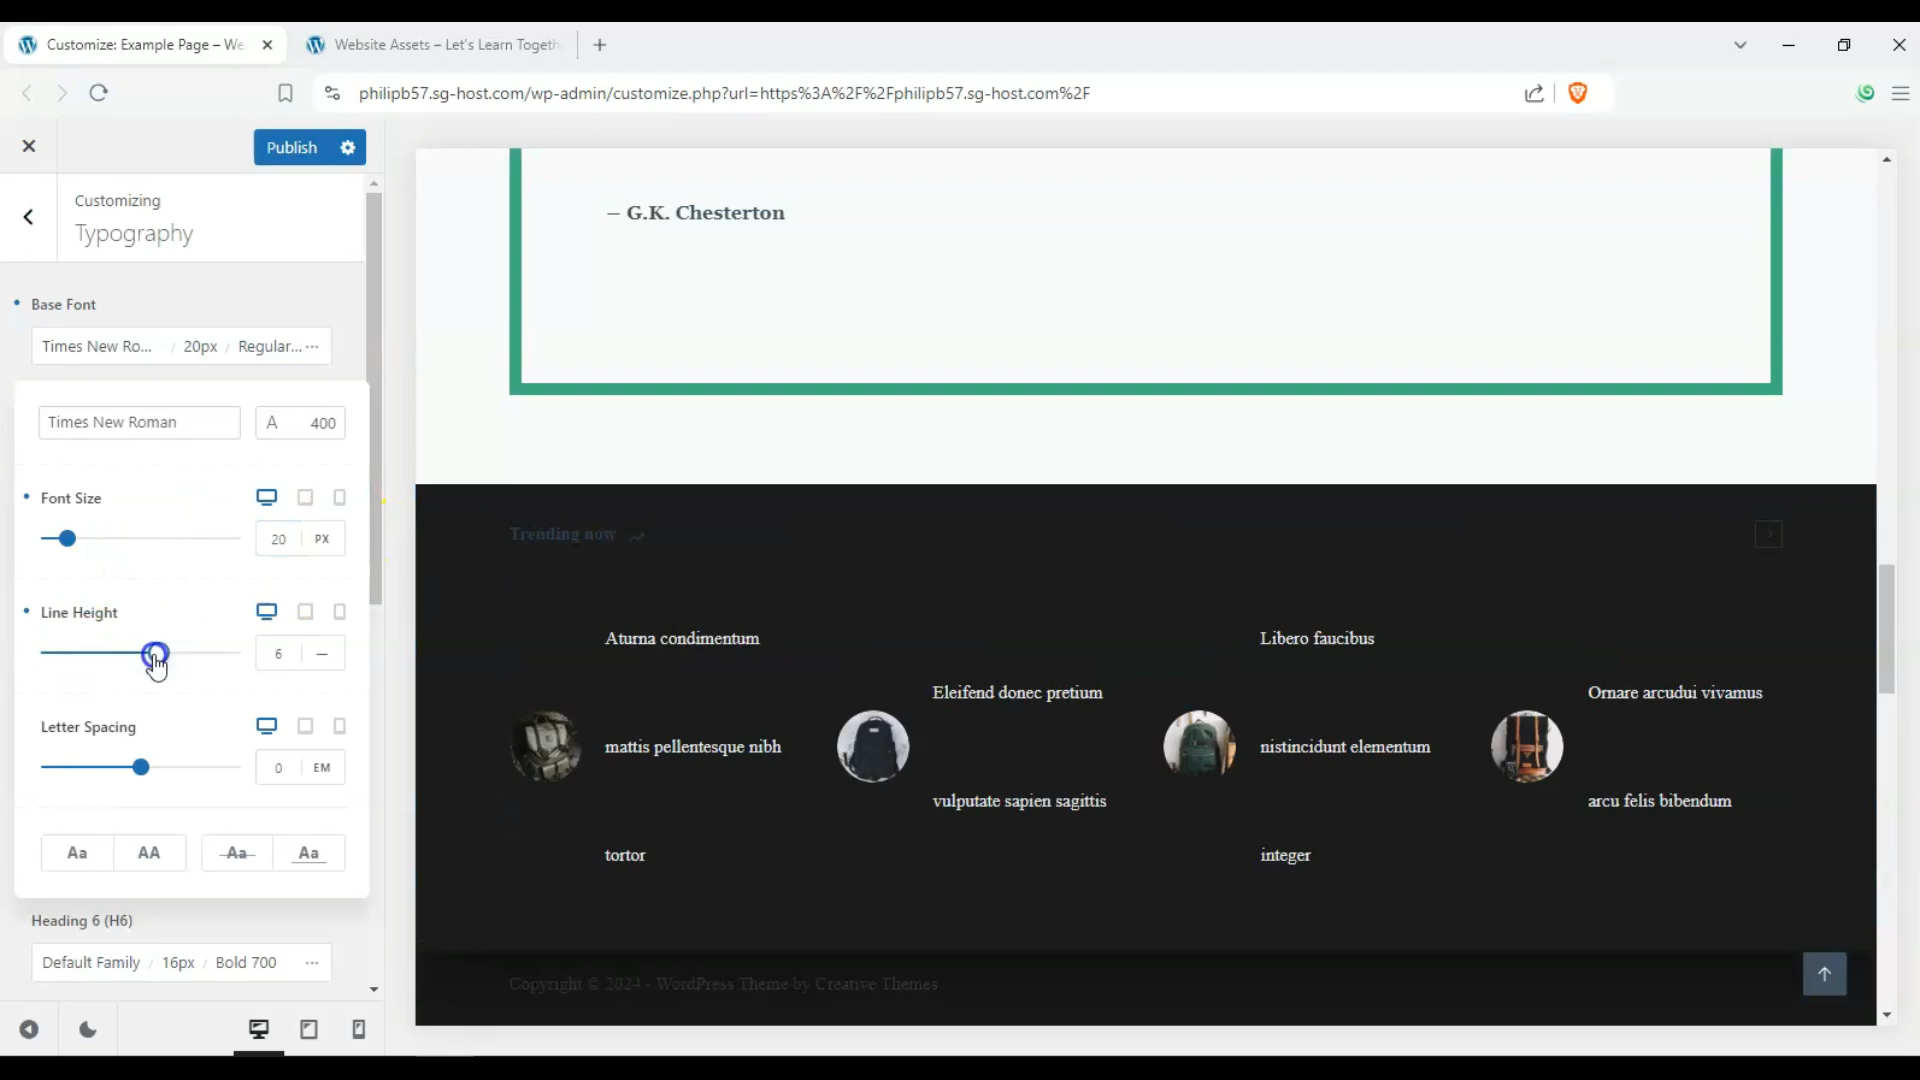 Customize: Example Page – We
Website Assets – Let's Learn Togeth
philipb57.sg-host.com/wp-admin/customize.php?url=https%3A%2F%2Fphilipb57.sg-host.com%2F
Publish
Customizing
Typography
Base Font
Times New Ro... / 20px / Regular... ...
Times New Roman
A 400
Font Size
20 PX
Line Height
6 —
Letter Spacing
0 EM
Aa AA Aa Aa
Heading 6 (H6)
Default Family / 16px / Bold 700 ...
– G.K. Chesterton
Trending now
Aturna condimentum
mattis pellentesque nibh
tortor
Eleifend donec pretium
vulputate sapien sagittis
Libero faucibus
nistincidunt elementum
integer
Ornare arcudui vivamus
arcu felis bibendum
Copyright © 2024 - WordPress Theme by Creative Themes